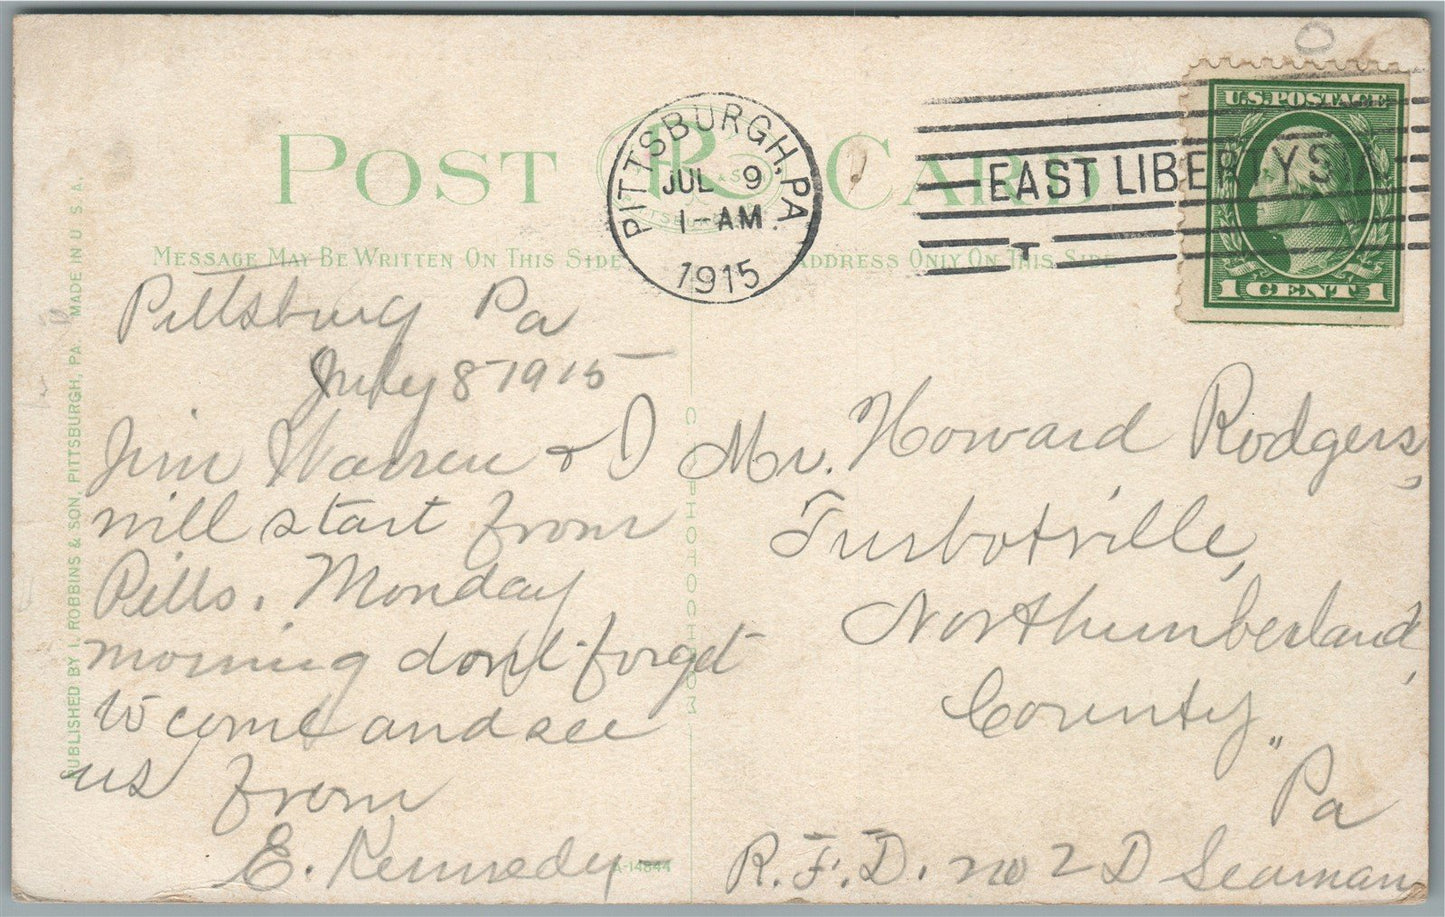 POST CARD
MESSAGE MAY BE WRITTEN ON THIS SIDE
ADDRESS ONLY ON THIS SIDE
PITTSBURGH, PA
JUL 9
1-AM.
1915
EAST LIBERTY STA
T
U.S. POSTAGE
1 CENT 1
PUBLISHED BY I. ROBBINS & SON, PITTSBURGH, PA. MADE IN U. S. A.
Pittsburg Pa
July 8 1915
Jim Warren & I
will start from
Pitts. Monday
morning dont forget
to come and see
us from
E. Kennedy
A-14844
Mr. Howard Rodgers,
Turbotville,
Northumberland,
County,,
Pa
R.F.D. no 2 D Seaman